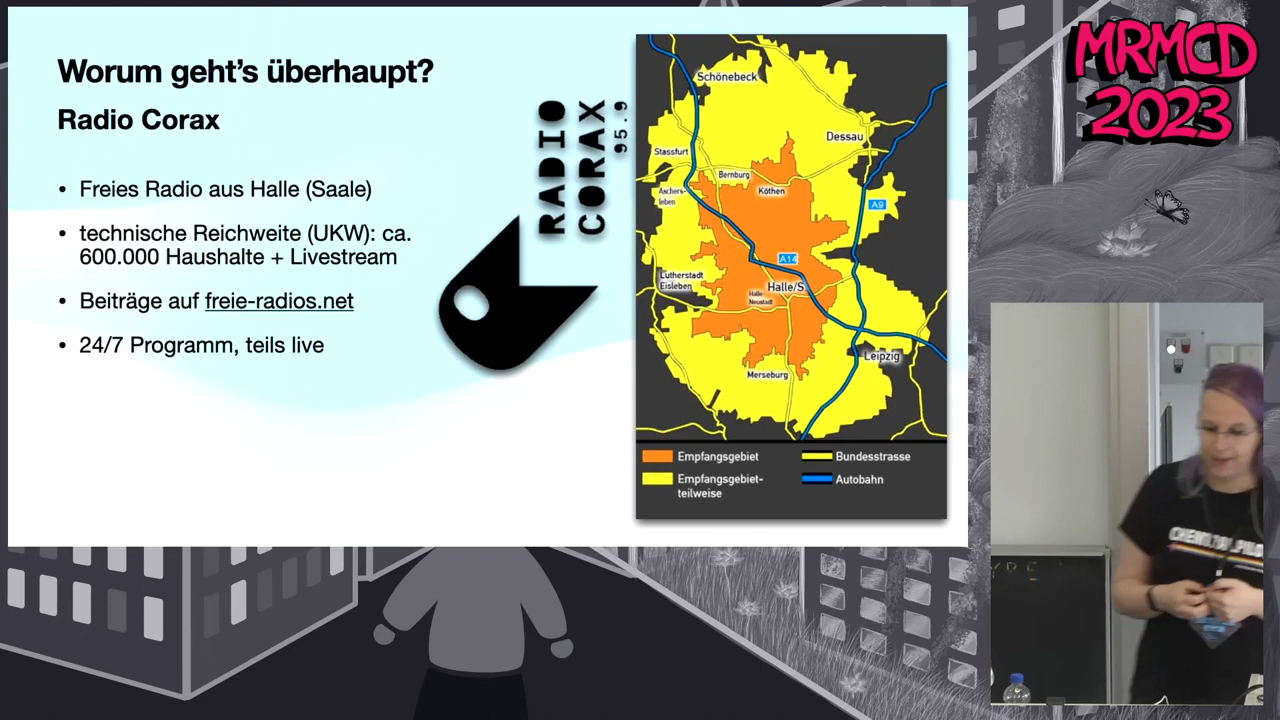 Worum geht’s überhaupt?
Radio Corax
• Freies Radio aus Halle (Saale)
• technische Reichweite (UKW): ca.
600.000 Haushalte + Livestream
• Beiträge auf freie-radios.net
• 24/7 Programm, teils live
RADIO
CORAX
95.9
Schönebeck
Dessau
Stassfurt
Bernburg
Köthen
Aschers-
leben
A9
A14
Lutherstadt
Eisleben
Halle/S.
Halle-
Neustadt
Leipzig
Merseburg
Empfangsgebiet
Bundesstrasse
Empfangsgebiet-
teilweise
Autobahn
MRMCD
2023